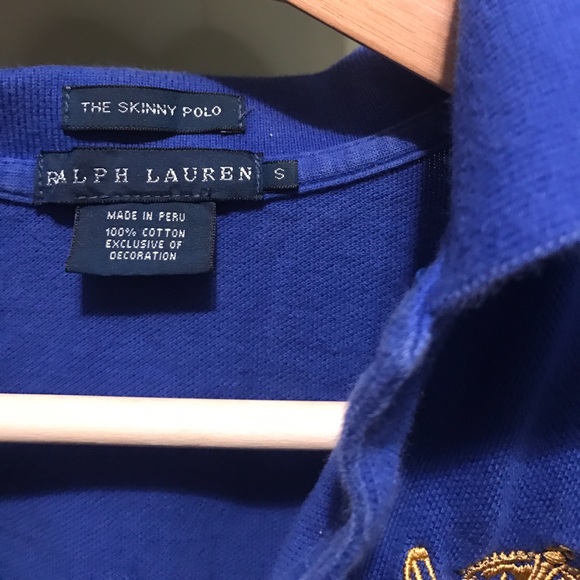 THE SKINNY POLO
RALPH LAUREN S
MADE IN PERU
100% COTTON
EXCLUSIVE OF
DECORATION